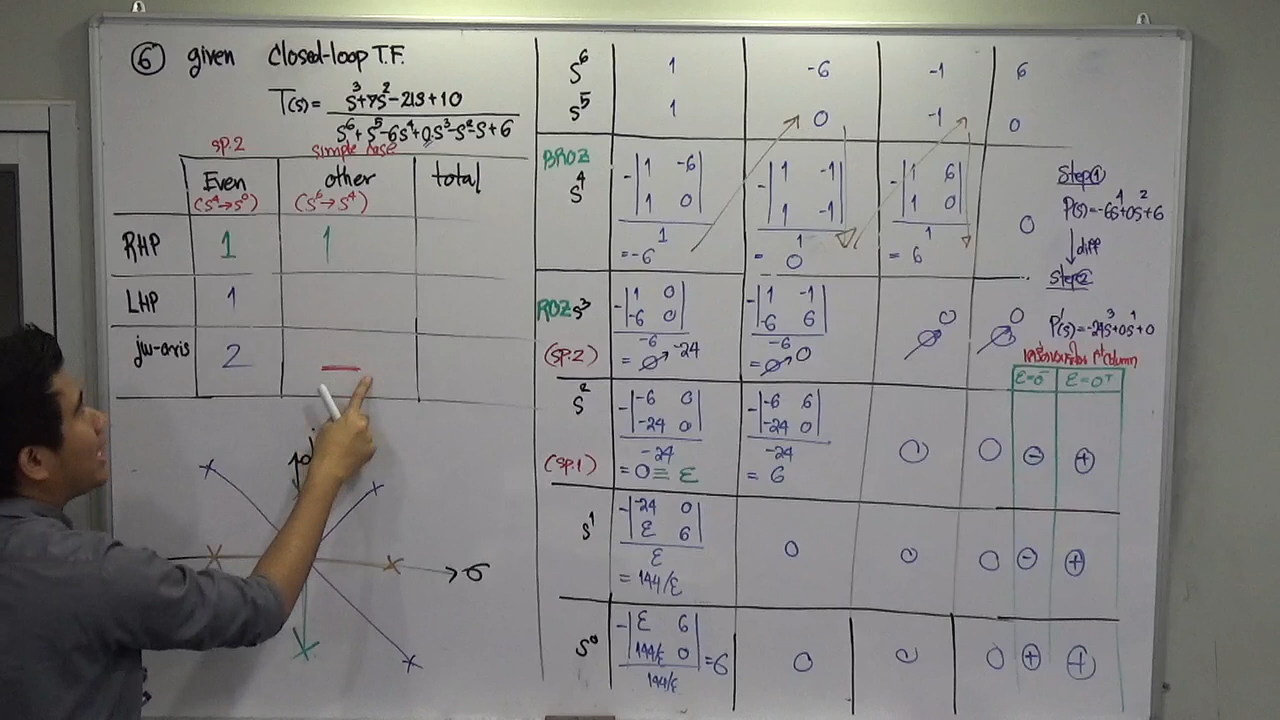 ⑥ given Closed-loop T.F.
T(s) = s³+7s²-21s+10
s⁶+s⁵-6s⁴+0s³-s²-s+6
SP.2 simple case
Even other total
(s⁴→s⁰) (s⁶→s⁴)
RHP 1 1
LHP 1
jω-axis 2 —
σ
s⁶ 1 -6 -1 6
s⁵ 1 0 -1 0
BROZ
s⁴ -|1 -6| -|1 -1| -|1 6| 0
|1 0| |1 -1| |1 0|
1 1 1
=-6 = 0 = 6
ROZ s³ -|1 0| -|1 -1| 0 0
|-6 0| |-6 6|
-6 -6
(SP.2) = 0↗-24 = 0↗0 0 0
s² -|-6 0| -|-6 6| 0 0 ⊖ ⊕
|-24 0| |-24 0|
-24 -24
(SP.1) = 0 ≡ ε = 6
s¹ -|-24 0| 0 0 0 ⊖ ⊕
|ε 6|
ε
= 144/ε
s⁰ -|ε 6| 0 0 0 ⊕ ⊕
|144/ε 0| =6
144/ε
Step①
P(s)=-6s⁴+0s²+6
↓diff
Step②
P'(s)=-24s³+0s¹+0
column
ε=0⁻ ε=0⁺